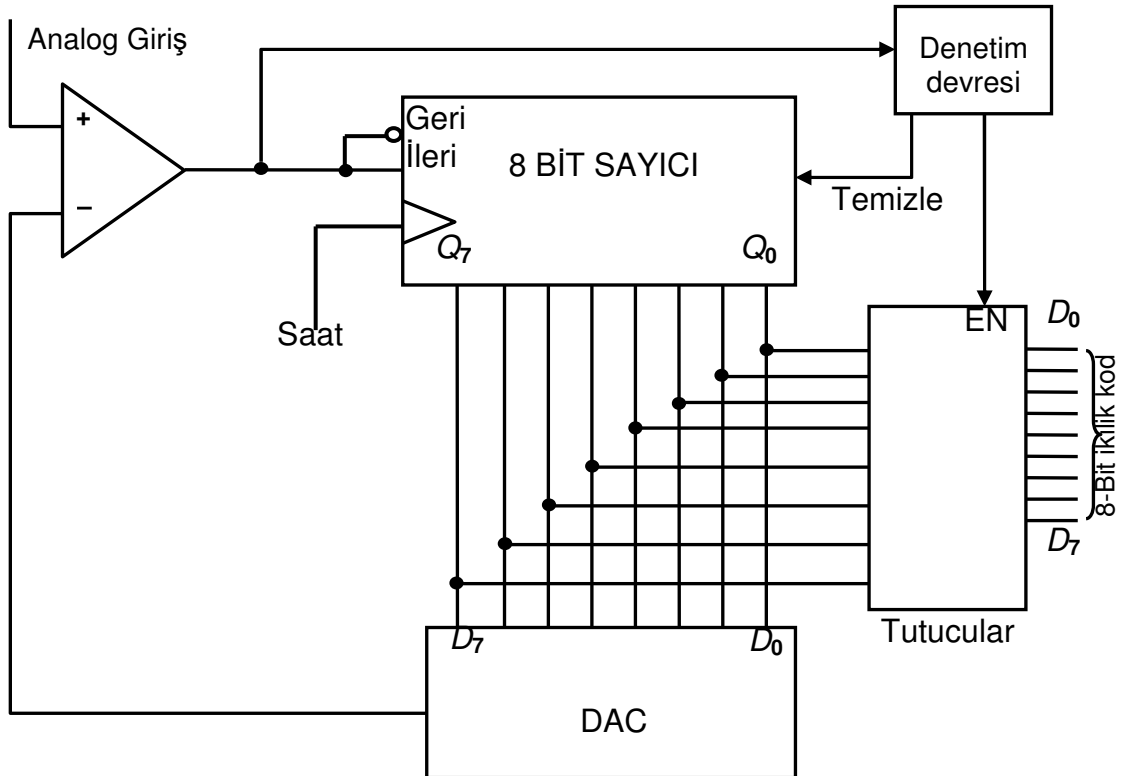 Analog Giriş
Denetim
devresi
+
−
Geri
İleri
8 BİT SAYICI
Temizle
Q7
Q0
Saat
EN
D0
8-Bit ikilik kod
D7
Tutucular
D7
D0
DAC